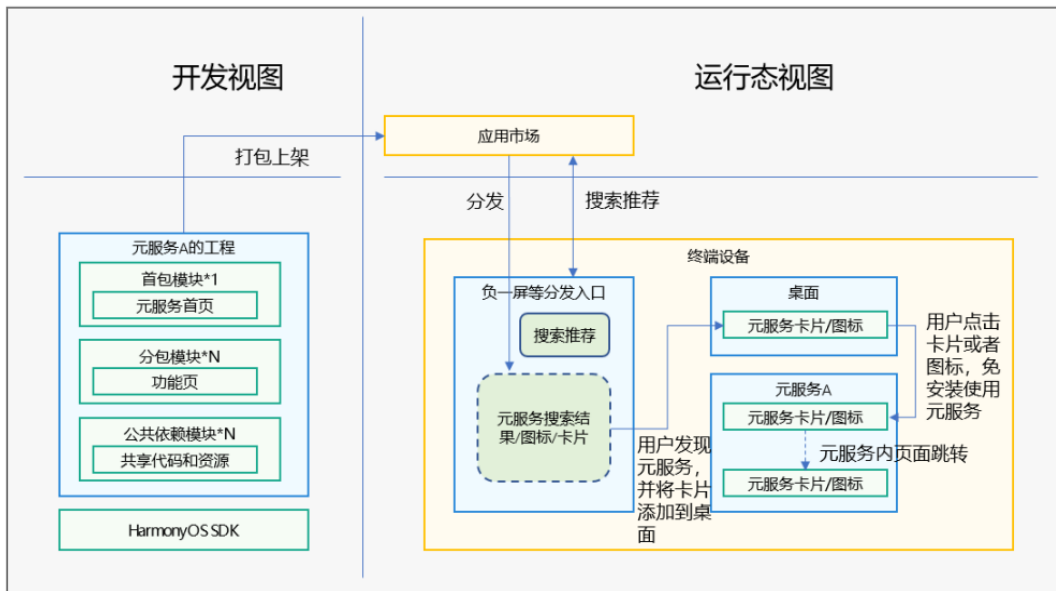 开发视图
运行态视图
应用市场
打包上架
分发
搜索推荐
元服务A的工程
首包模块*1
元服务首页
分包模块*N
功能页
公共依赖模块*N
共享代码和资源
HarmonyOS SDK
终端设备
负一屏等分发入口
搜索推荐
元服务搜索结
果/图标/卡片
用户发现
元服务，
并将卡片
添加到桌
面
桌面
元服务卡片/图标
用户点击
卡片或者
图标，免
安装使用
元服务
元服务A
元服务卡片/图标
元服务内页面跳转
元服务卡片/图标